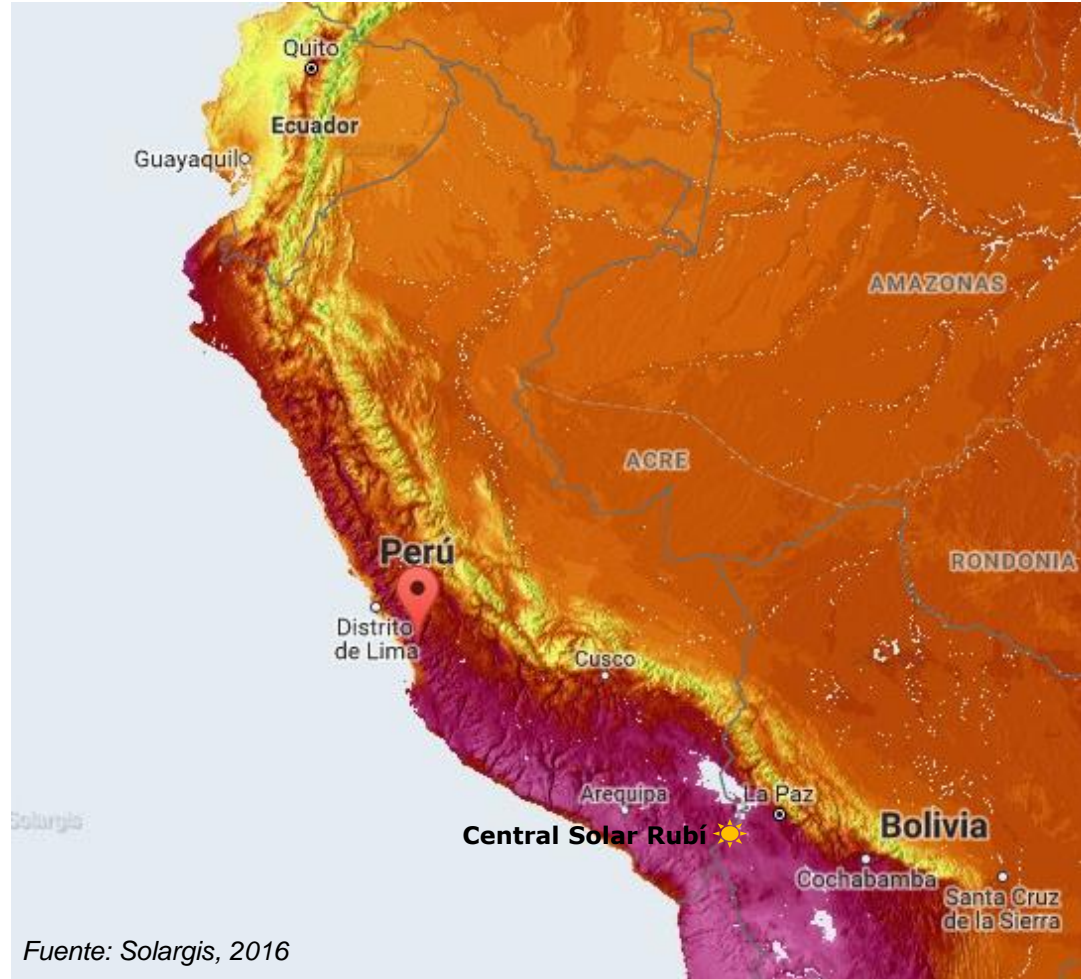 Quito
Ecuador
Guayaquil
AMAZONAS
ACRE
Perú
RONDONIA
Distrito
de Lima
Cusco
Arequipa
La Paz
Solargis
Central Solar Rubí
Bolivia
Cochabamba
Santa Cruz
de la Sierra
Fuente: Solargis, 2016